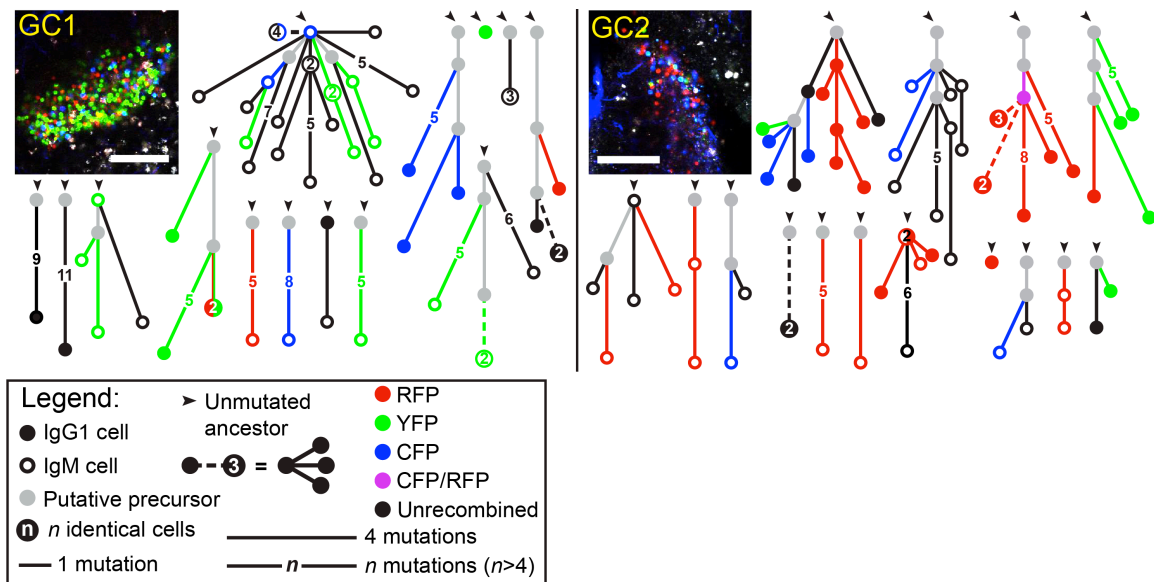 GC1
4
2
2
5
7
5
5
3
2
6
5
2
9
11
5
2
5
8
5
GC2
5
3
2
8
5
5
2
5
2
6
Legend:
IgG1 cell
IgM cell
Putative precursor
n n identical cells
1 mutation
Unmutated
ancestor
3 =
4 mutations
n n mutations (n>4)
RFP
YFP
CFP
CFP/RFP
Unrecombined